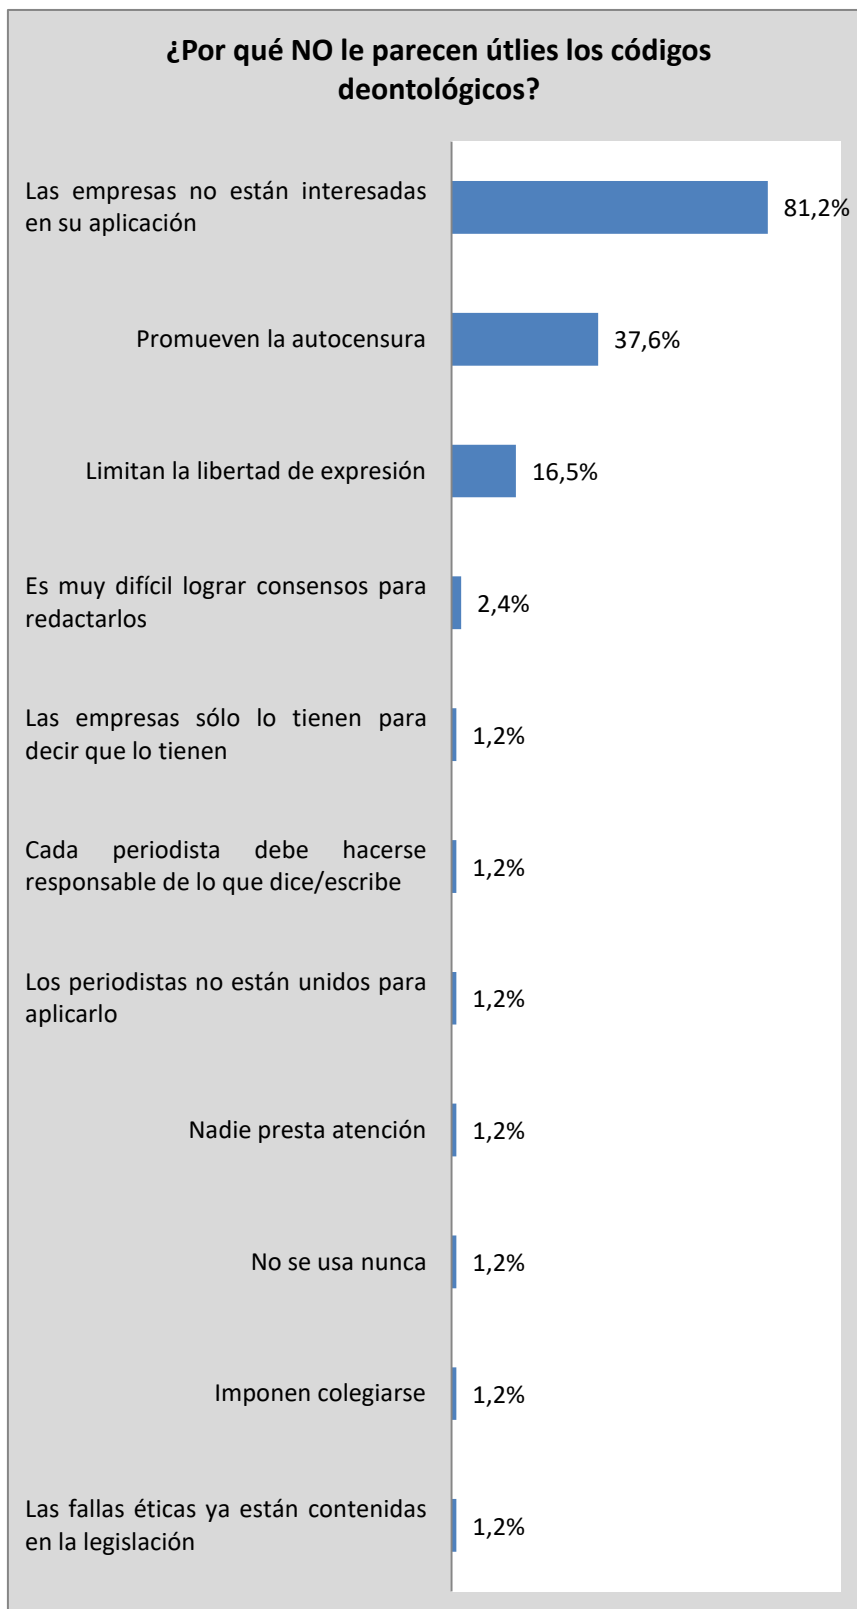 ¿Por qué NO le parecen útlies los códigos
deontológicos?
Las empresas no están interesadas
en su aplicación
81,2%
Promueven la autocensura
37,6%
Limitan la libertad de expresión
16,5%
Es muy difícil lograr consensos para
redactarlos
2,4%
Las empresas sólo lo tienen para
decir que lo tienen
1,2%
Cada periodista debe hacerse
responsable de lo que dice/escribe
1,2%
Los periodistas no están unidos para
aplicarlo
1,2%
Nadie presta atención
1,2%
No se usa nunca
1,2%
Imponen colegiarse
1,2%
Las fallas éticas ya están contenidas
en la legislación
1,2%